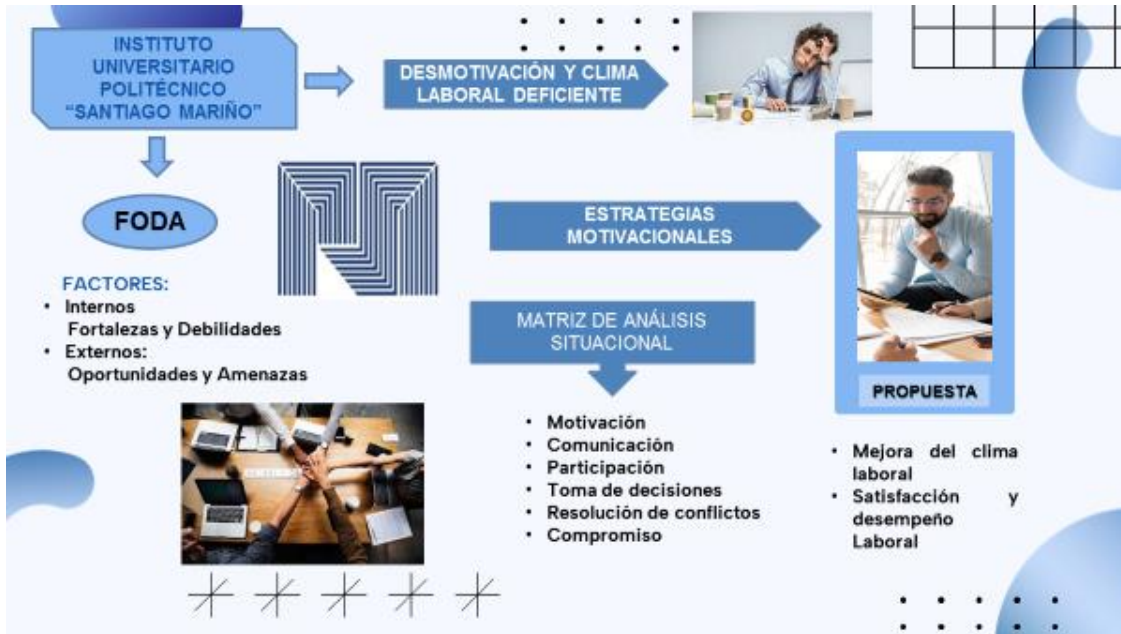 INSTITUTO
UNIVERSITARIO
POLITÉCNICO
“SANTIAGO MARIÑO”
DESMOTIVACIÓN Y CLIMA
LABORAL DEFICIENTE
FODA
FACTORES:
• Internos
Fortalezas y Debilidades
• Externos:
Oportunidades y Amenazas
ESTRATEGIAS
MOTIVACIONALES
MATRIZ DE ANÁLISIS
SITUACIONAL
• Motivación
• Comunicación
• Participación
• Toma de decisiones
• Resolución de conflictos
• Compromiso
PROPUESTA
• Mejora del clima
laboral
• Satisfacción y
desempeño
Laboral